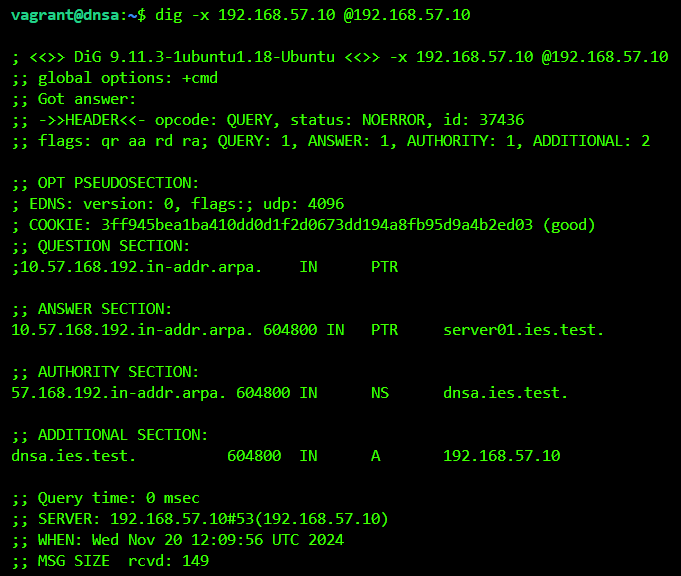 vagrant@dnsa:~$ dig -x 192.168.57.10 @192.168.57.10
; <<>> DiG 9.11.3-1ubuntu1.18-Ubuntu <<>> -x 192.168.57.10 @192.168.57.10
;; global options: +cmd
;; Got answer:
;; ->>HEADER<<- opcode: QUERY, status: NOERROR, id: 37436
;; flags: qr aa rd ra; QUERY: 1, ANSWER: 1, AUTHORITY: 1, ADDITIONAL: 2
;; OPT PSEUDOSECTION:
; EDNS: version: 0, flags:; udp: 4096
; COOKIE: 3ff945bea1ba410dd0d1f2d0673dd194a8fb95d9a4b2ed03 (good)
;; QUESTION SECTION:
;10.57.168.192.in-addr.arpa. IN PTR
;; ANSWER SECTION:
10.57.168.192.in-addr.arpa. 604800 IN PTR server01.ies.test.
;; AUTHORITY SECTION:
57.168.192.in-addr.arpa. 604800 IN NS dnsa.ies.test.
;; ADDITIONAL SECTION:
dnsa.ies.test. 604800 IN A 192.168.57.10
;; Query time: 0 msec
;; SERVER: 192.168.57.10#53(192.168.57.10)
;; WHEN: Wed Nov 20 12:09:56 UTC 2024
;; MSG SIZE rcvd: 149